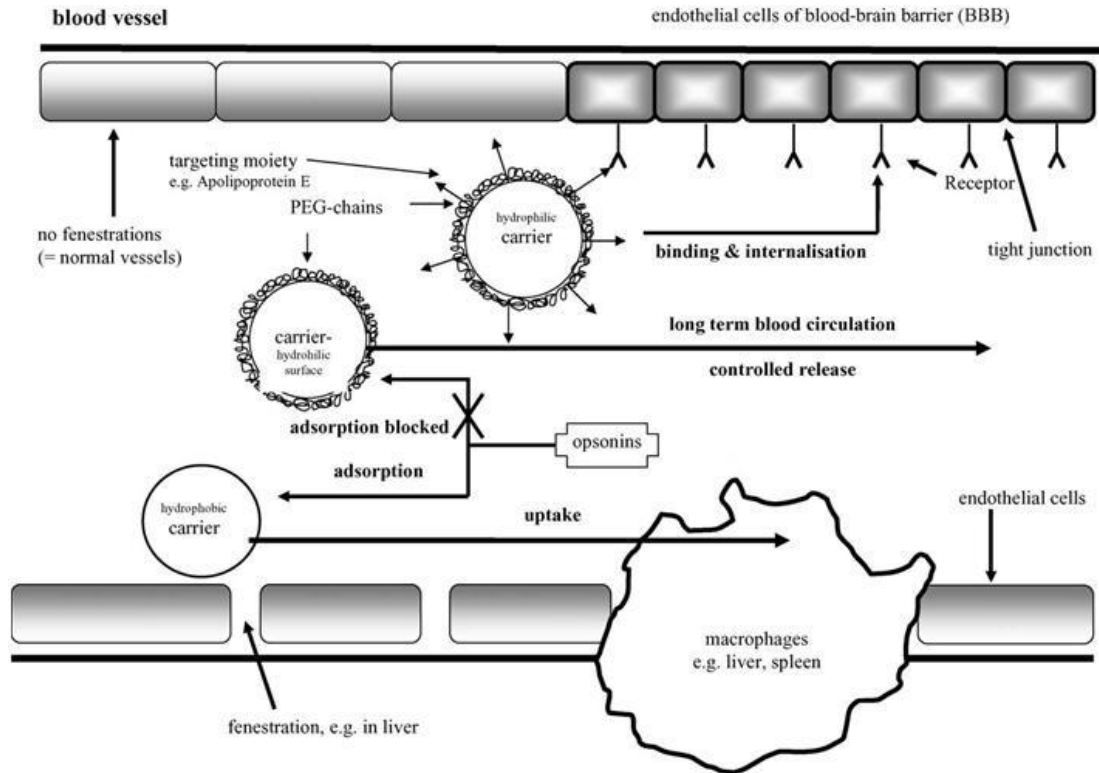 blood vessel
endothelial cells of blood-brain barrier (BBB)
targeting moiety
e.g. Apolipoprotein E
PEG-chains
hydrophilic
carrier
Receptor
no fenestrations
(= normal vessels)
binding & internalisation
tight junction
carrier-
hydrohilic
surface
long term blood circulation
controlled release
adsorption blocked
opsonins
adsorption
hydrophobic
carrier
uptake
endothelial cells
macrophages
e.g. liver, spleen
fenestration, e.g. in liver